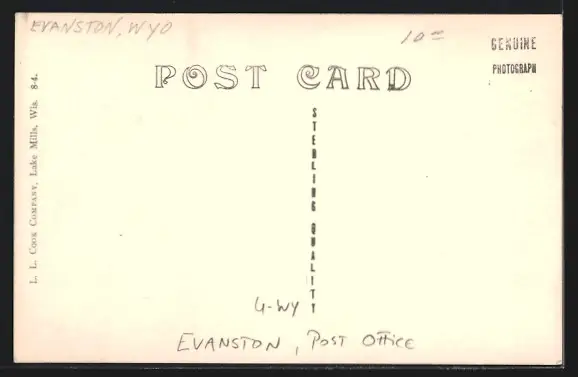 EVANSTON, WYO
10—
GENUINE
PHOTOGRAPH
POST CARD
L. L. COOK COMPANY, Lake Mills, Wis. 8-4.
STERLING QUALITY
4-WY
EVANSTON, POST OFFICE